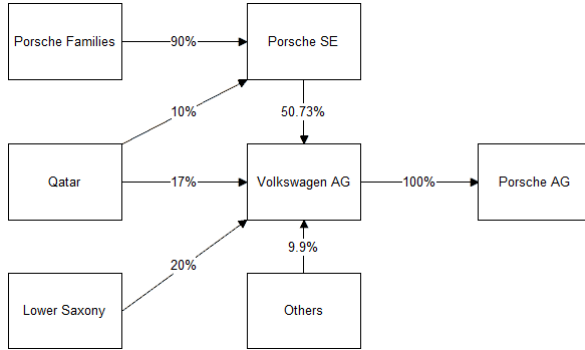 Porsche Families
90%
Porsche SE
10%
50.73%
Qatar
17%
Volkswagen AG
100%
Porsche AG
20%
9.9%
Lower Saxony
Others